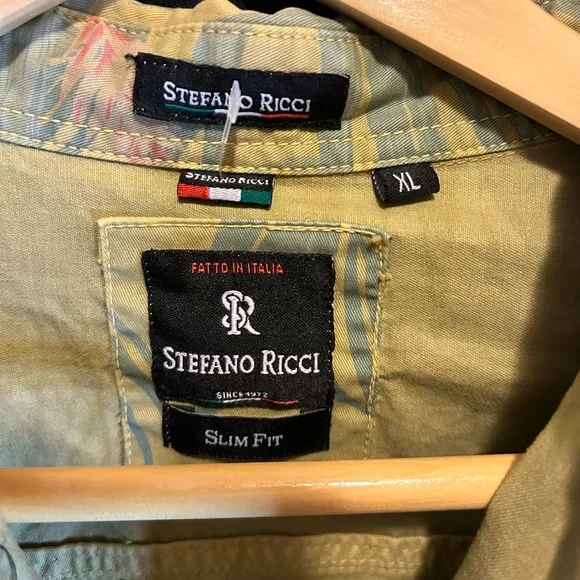 STEFANO RICCI
STEFANO RICCI
XL
FATTO IN ITALIA
SR
STEFANO RICCI
SINCE 1972
SLIM FIT